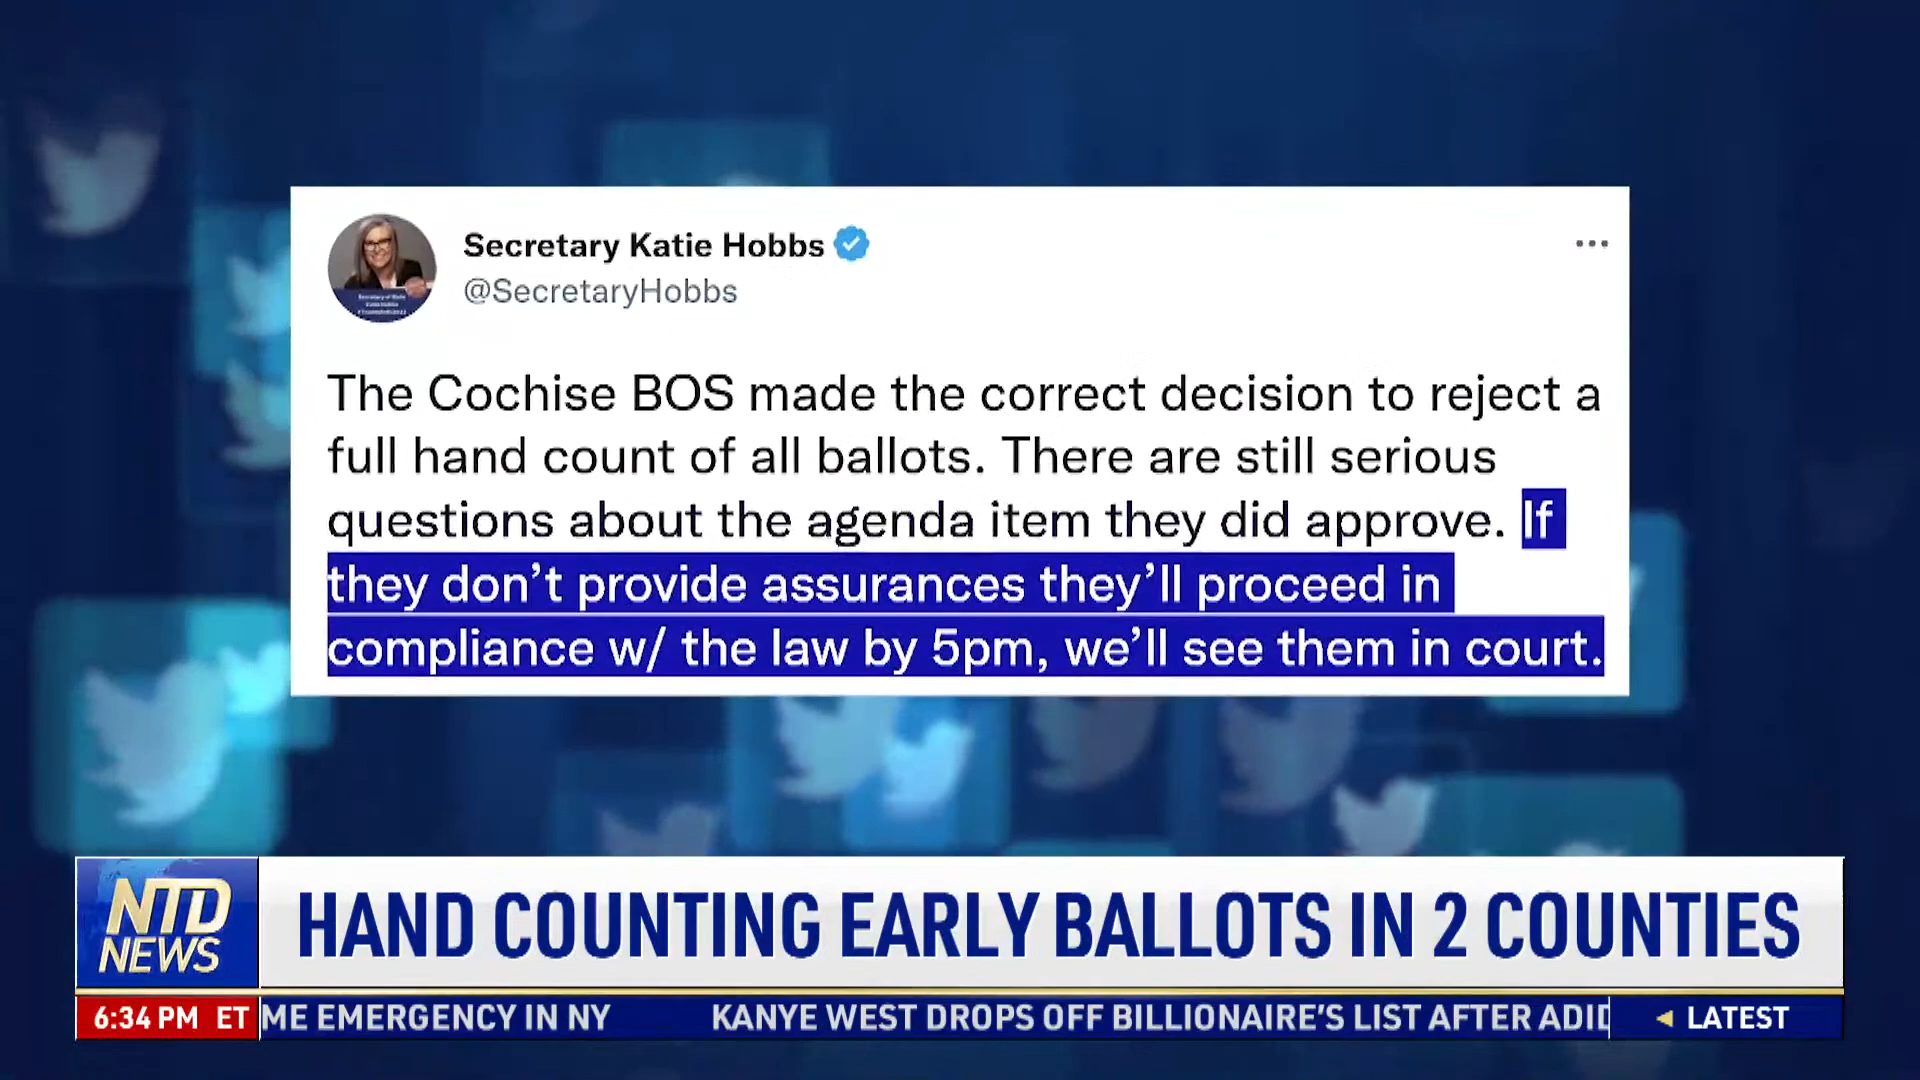 Secretary Katie Hobbs
@SecretaryHobbs
The Cochise BOS made the correct decision to reject a
full hand count of all ballots. There are still serious
questions about the agenda item they did approve. If
they don’t provide assurances they’ll proceed in
compliance w/ the law by 5pm, we’ll see them in court.
NTD
NEWS
HAND COUNTING EARLY BALLOTS IN 2 COUNTIES
6:34 PM ET
ME EMERGENCY IN NY KANYE WEST DROPS OFF BILLIONAIRE’S LIST AFTER ADID
LATEST